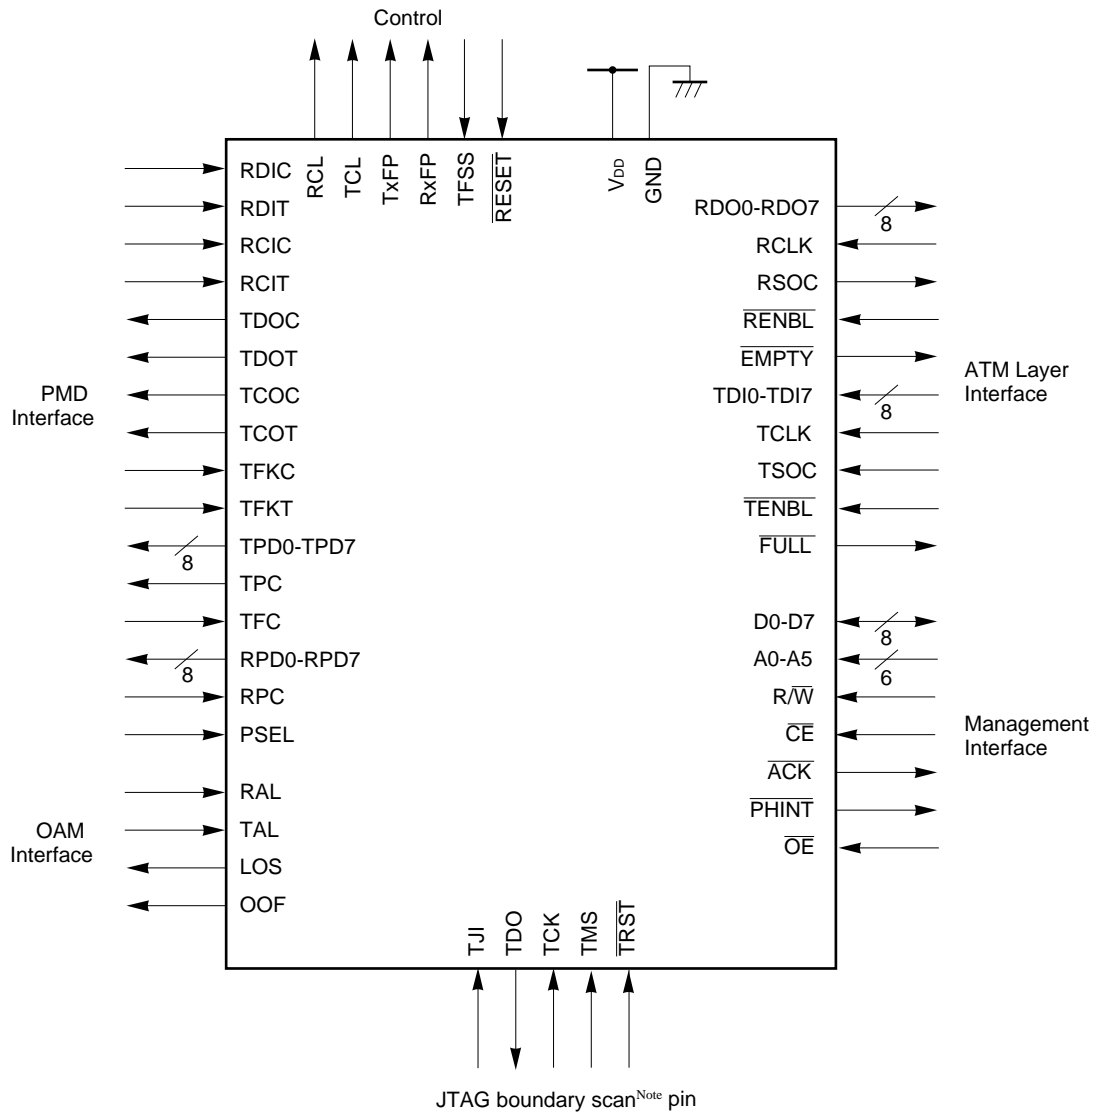 Control
RCL
TCL
TxFP
RxFP
TFSS
RESET
VDD
GND
RDIC
RDIT
RCIC
RCIT
TDOC
TDOT
TCOC
TCOT
TFKC
TFKT
TPD0-TPD7
8
TPC
TFC
RPD0-RPD7
8
RPC
PSEL
PMD
Interface
RAL
TAL
LOS
OOF
OAM
Interface
RDO0-RDO7
8
RCLK
RSOC
RENBL
EMPTY
TDI0-TDI7
8
TCLK
TSOC
TENBL
FULL
ATM Layer
Interface
D0-D7
8
A0-A5
6
R/W
CE
ACK
PHINT
OE
Management
Interface
TJI
TDO
TCK
TMS
TRST
JTAG boundary scanNote pin